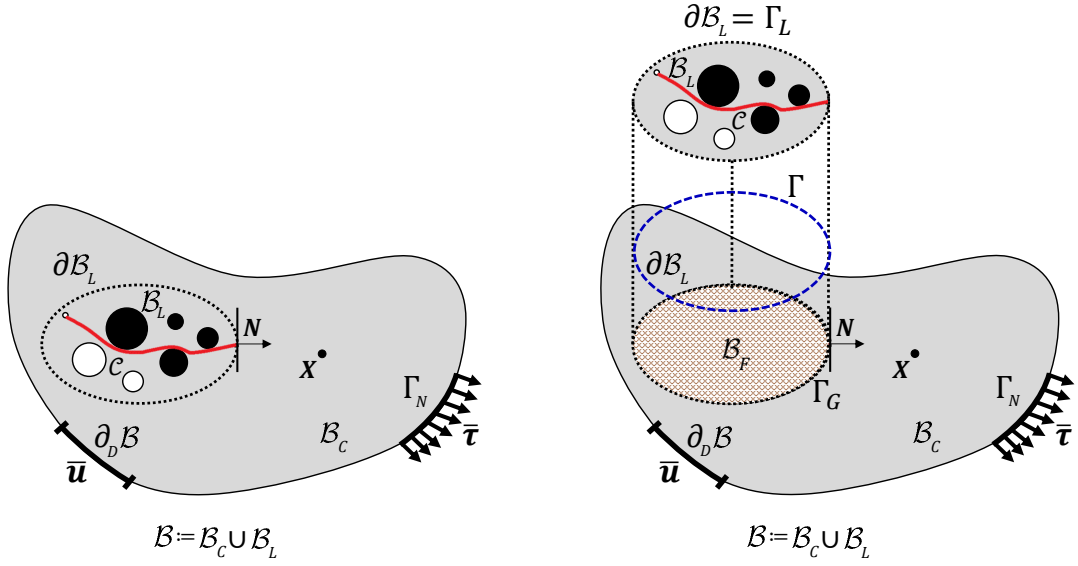 ∂ℬ_L
ℬ_L
𝒞
N
X
Γ_N
τ̅
ℬ_C
∂_Dℬ
u̅
ℬ≔ℬ_C∪ℬ_L
∂ℬ_L = Γ_L
ℬ_L
𝒞
Γ
∂ℬ_L
N
ℬ_F
X
Γ_G
Γ_N
τ̅
ℬ_C
∂_Dℬ
u̅
ℬ≔ℬ_C∪ℬ_L